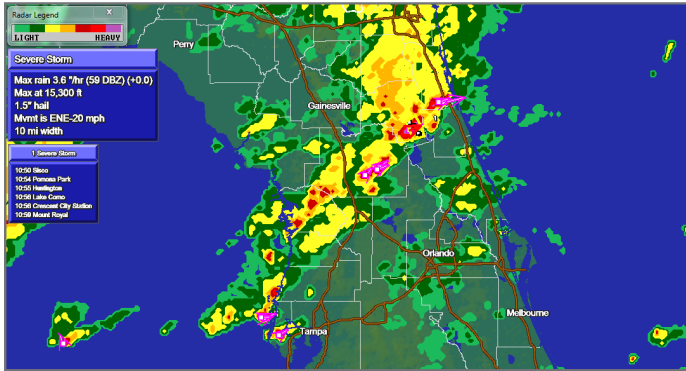 Radar Legend
LIGHT HEAVY
Severe Storm
Max rain 3.6 "/hr (59 DBZ) (+0.0)
Max at 15,300 ft
1.5" hail
Mvmt is ENE-20 mph
10 mi width
1 Severe Storm
10:50 Sisco
10:54 Pomona Park
10:55 Huntington
10:56 Lake Como
10:56 Crescent City Station
10:59 Mount Royal
Perry
Gainesville
1
Orlando
Melbourne
Tampa